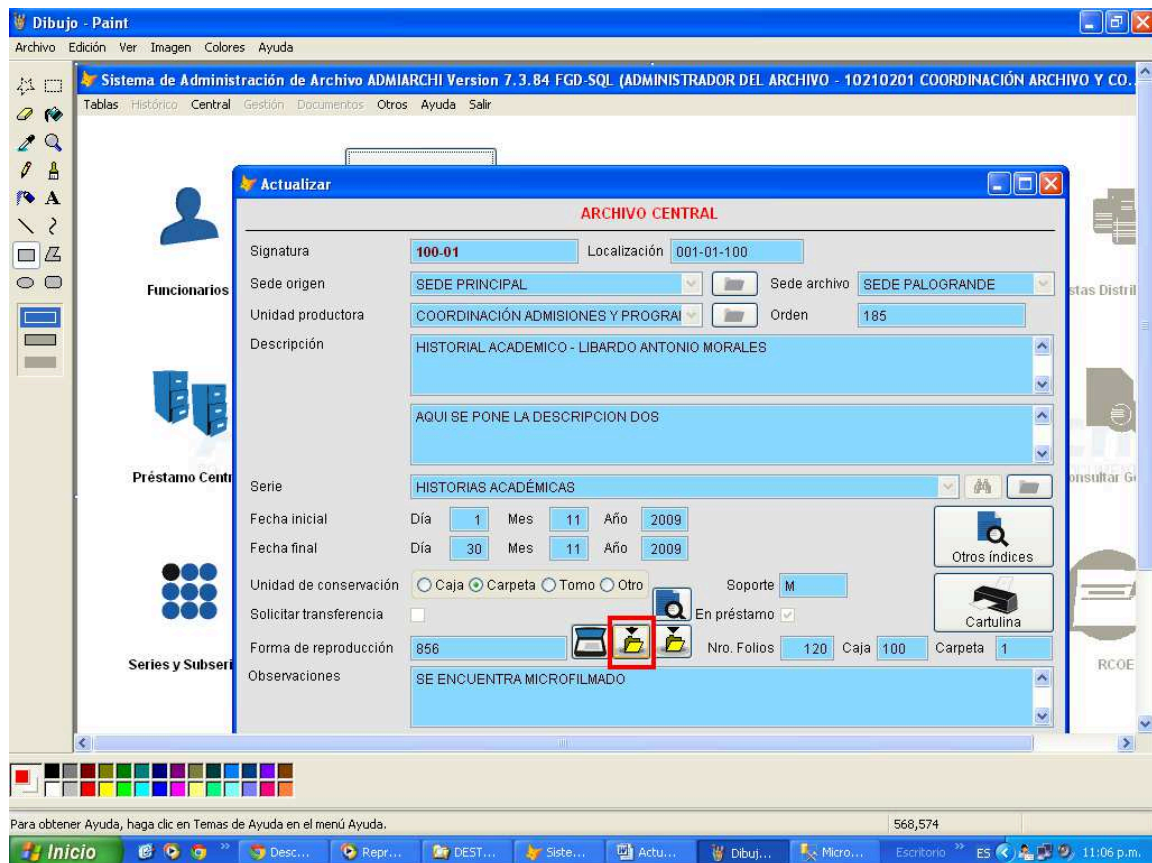 Dibujo - Paint
Archivo Edición Ver Imagen Colores Ayuda
Sistema de Administración de Archivo ADMIARCHI Version 7.3.84 FGD-SQL (ADMINISTRADOR DEL ARCHIVO - 10210201 COORDINACIÓN ARCHIVO Y CO...
Tablas Histórico Central Gestión Documentos Otros Ayuda Salir
Actualizar
ARCHIVO CENTRAL
Signatura 100-01 Localización 001-01-100
Funcionarios Sede origen SEDE PRINCIPAL Sede archivo SEDE PALOGRANDE stas Distril
Unidad productora COORDINACIÓN ADMISIONES Y PROGRAI Orden 185
Descripción HISTORIAL ACADEMICO - LIBARDO ANTONIO MORALES
AQUI SE PONE LA DESCRIPCION DOS
Préstamo Centr Serie HISTORIAS ACADÉMICAS onsultar Ge
Fecha inicial Día 1 Mes 11 Año 2009
Fecha final Día 30 Mes 11 Año 2009
Otros índices
Unidad de conservación Caja Carpeta Tomo Otro Soporte M
Solicitar transferencia En préstamo
Cartulina
Forma de reproducción 856 Nro. Folios 120 Caja 100 Carpeta 1
Series y Subseri RCOE
Observaciones SE ENCUENTRA MICROFILMADO
Para obtener Ayuda, haga clic en Temas de Ayuda en el menú Ayuda. 568,574
Inicio Desc... Repr... DEST... Siste... Actu... Dibuj... Micro... Escritorio ES 11:06 p.m.